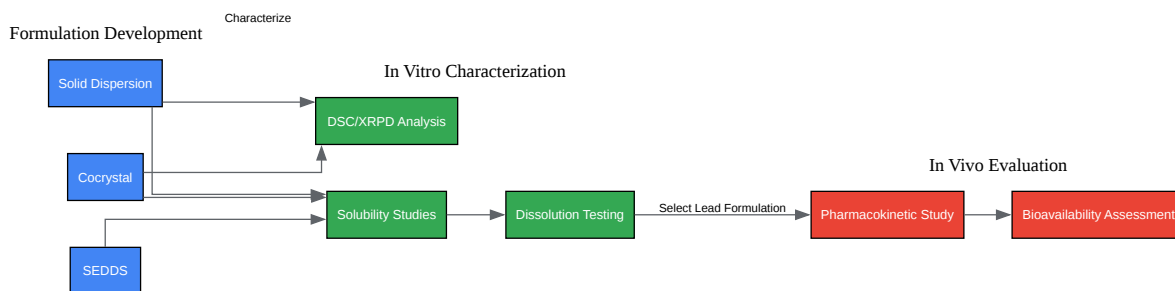 Characterize
Formulation Development
Solid Dispersion
In Vitro Characterization
DSC/XRPD Analysis
Cocrystal
In Vivo Evaluation
Solubility Studies
Dissolution Testing
Select Lead Formulation
Pharmacokinetic Study
Bioavailability Assessment
SEDDS